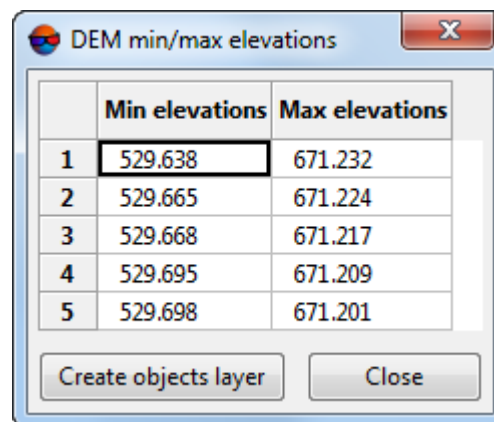 DEM min/max elevations
Min elevations Max elevations
1 529.638 671.232
2 529.665 671.224
3 529.668 671.217
4 529.695 671.209
5 529.698 671.201
Create objects layer Close